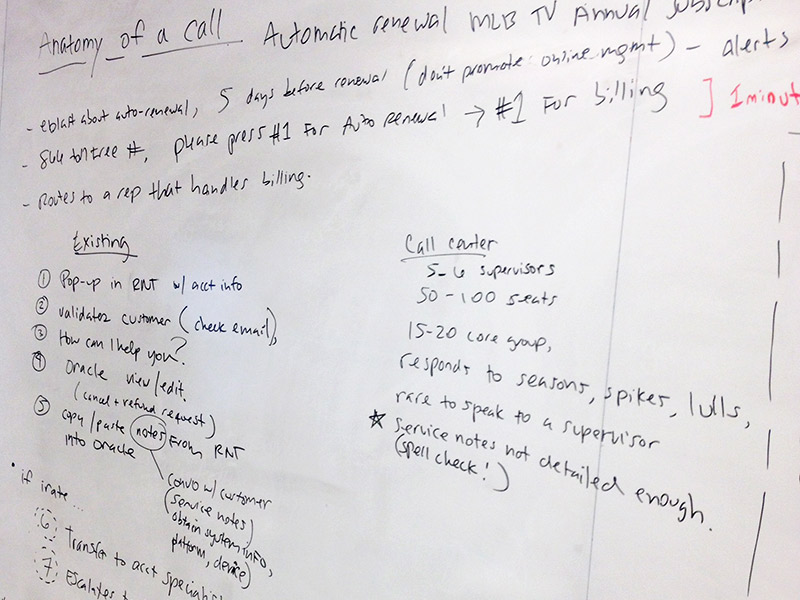 Anatomy of a call Automatic renewal MLB TV Annual Subscrip
- eblast about auto-renewal, 5 days before renewal (don't promote online mgmt) - alerts
- 866 toll free #, please press #1 for Auto renewal → #1 For billing ] 1 minut
- Routes to a rep that handles billing.
Existing
① Pop-up in RNT w/ acct info
② validates customer (check email),
③ How can I help you?
④ Oracle view/edit.
(cancel + refund request)
⑤ copy/paste notes from RNT
into Oracle
convo w/ customer
(service notes)
obtain system info,
platform, device)
• if irate ...
6 Transfer to acct specialis
7 Escalates t
Call center
5-6 supervisors
50-100 seats
15-20 core group,
responds to seasons, spikes, lulls,
rare to speak to a supervisor
☆ service notes not detailed enough.
(spell check!)